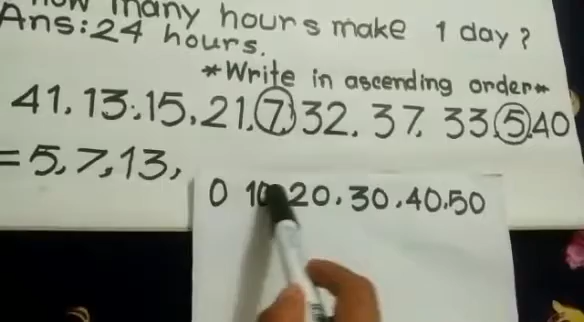 How many hours make 1 day?
Ans: 24 hours.
*Write in ascending order*
41, 13, 15, 21, 7, 32, 37, 33, 5, 40
= 5, 7, 13,
0 10 20, 30, 40, 50